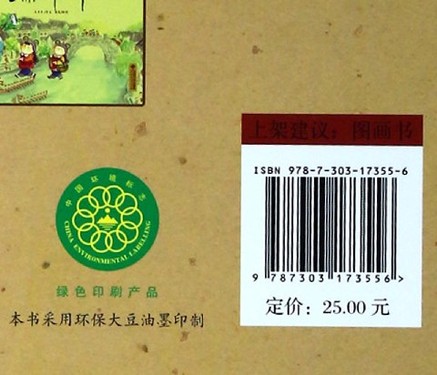 上架建议：图画书
ISBN 978-7-303-17355-6
9 787303 173556 >
定价：25.00 元
中国环境标志
CHINA ENVIRONMENTAL LABELLING
绿色印刷产品
本书采用环保大豆油墨印制